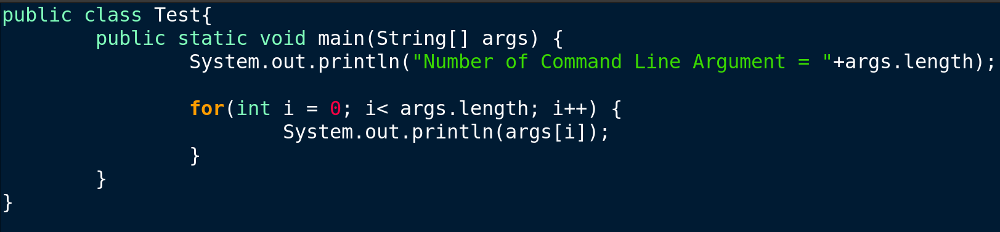 public class Test{
        public static void main(String[] args) {
                System.out.println("Number of Command Line Argument = "+args.length);

                for(int i = 0; i< args.length; i++) {
                        System.out.println(args[i]);
                }
        }
}